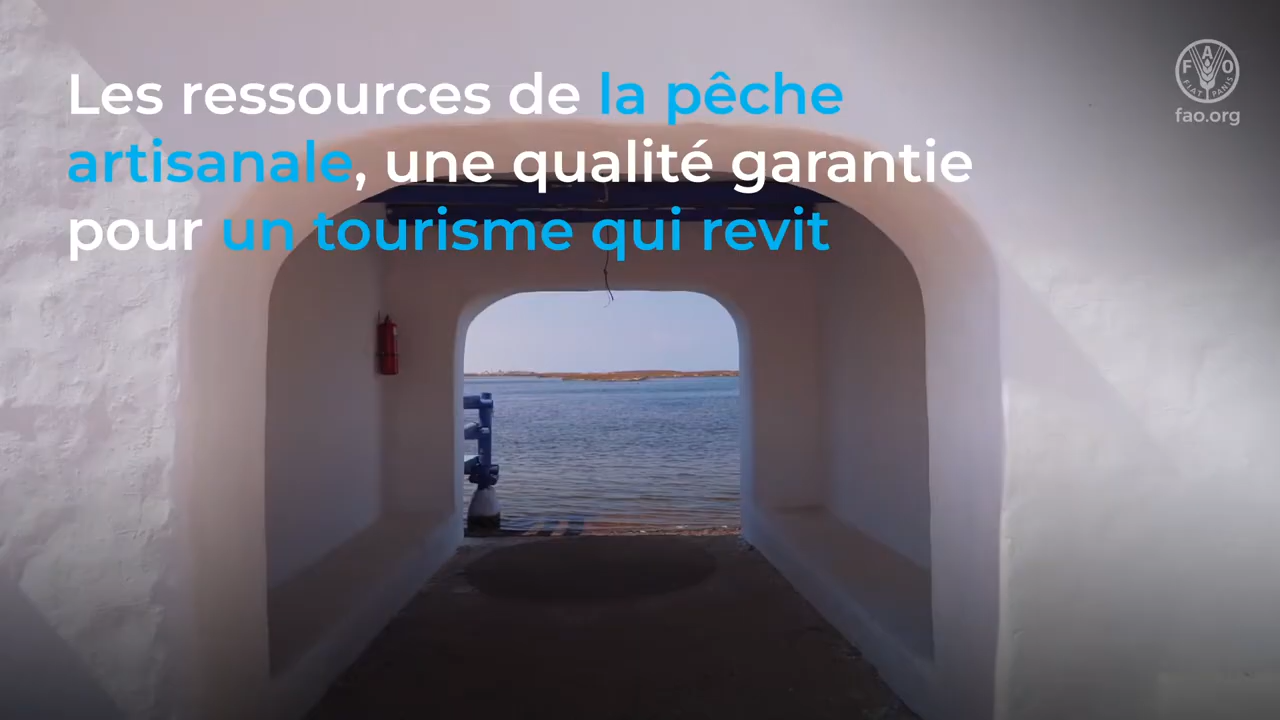 Les ressources de la pêche
artisanale, une qualité garantie
pour un tourisme qui revit
F A O
FIAT PANIS
fao.org